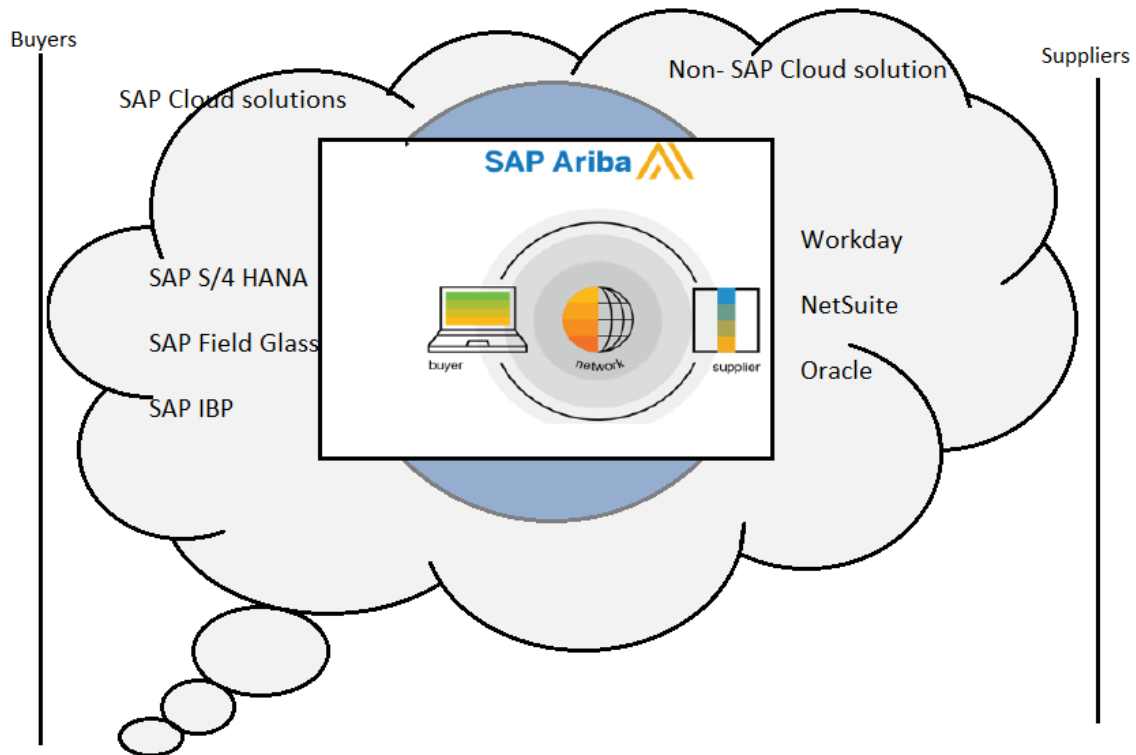 Buyers
Suppliers
SAP Cloud solutions
Non- SAP Cloud solution
SAP Ariba
SAP S/4 HANA
SAP Field Glass
SAP IBP
buyer
network
supplier
Workday
NetSuite
Oracle